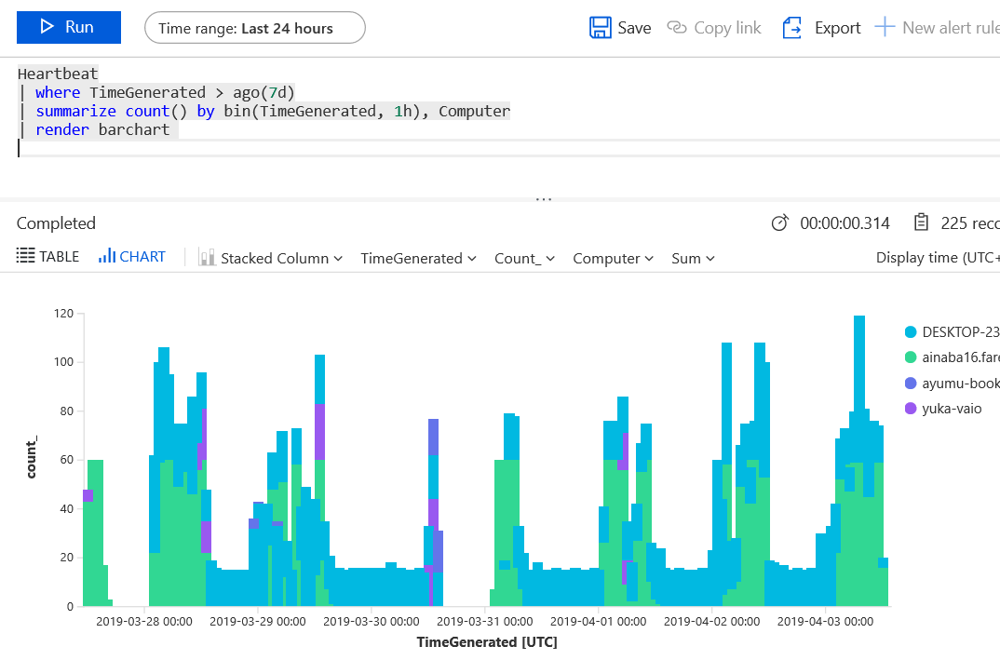 Run
Time range: Last 24 hours
Save
Copy link
Export
New alert rule
Heartbeat
| where TimeGenerated > ago(7d)
| summarize count() by bin(TimeGenerated, 1h), Computer
| render barchart
...
Completed
00:00:00.314
225 reco
TABLE
CHART
Stacked Column
TimeGenerated
Count_
Computer
Sum
Display time (UTC+
120
100
80
60
40
20
0
count_
2019-03-28 00:00
2019-03-29 00:00
2019-03-30 00:00
2019-03-31 00:00
2019-04-01 00:00
2019-04-02 00:00
2019-04-03 00:00
TimeGenerated [UTC]
DESKTOP-23
ainaba16.fare
ayumu-book
yuka-vaio